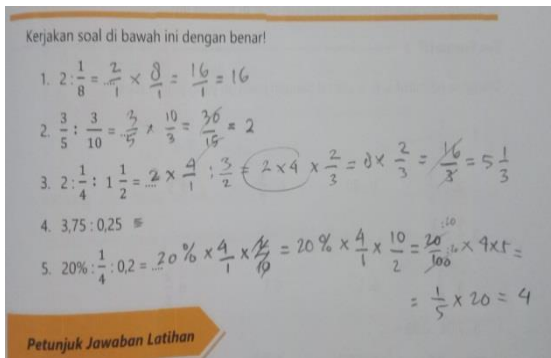 Kerjakan soal di bawah ini dengan benar!
1. 2 : 1/8 = ... 2/1 × 8/1 = 16/1 = 16
2. 3/5 : 3/10 = ... 3/5 × 10/3 = 30/15 = 2
3. 2 : 1/4 : 1 1/2 = ... 2 × 4/1 : 3/2 = 2 × 4 × 2/3 = 8 × 2/3 = 16/3 = 5 1/3
4. 3,75 : 0,25 =
5. 20% : 1/4 : 0,2 = ... 20% × 4/1 × 2/10 = 20% × 4/1 × 10/2 = 20/100 × 4 × 5 =
= 1/5 × 20 = 4
Petunjuk Jawaban Latihan